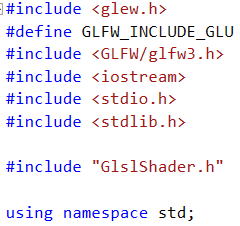 #include <glew.h>
#define GLFW_INCLUDE_GLU
#include <GLFW/glfw3.h>
#include <iostream>
#include <stdio.h>
#include <stdlib.h>
#include "GlslShader.h"
using namespace std;